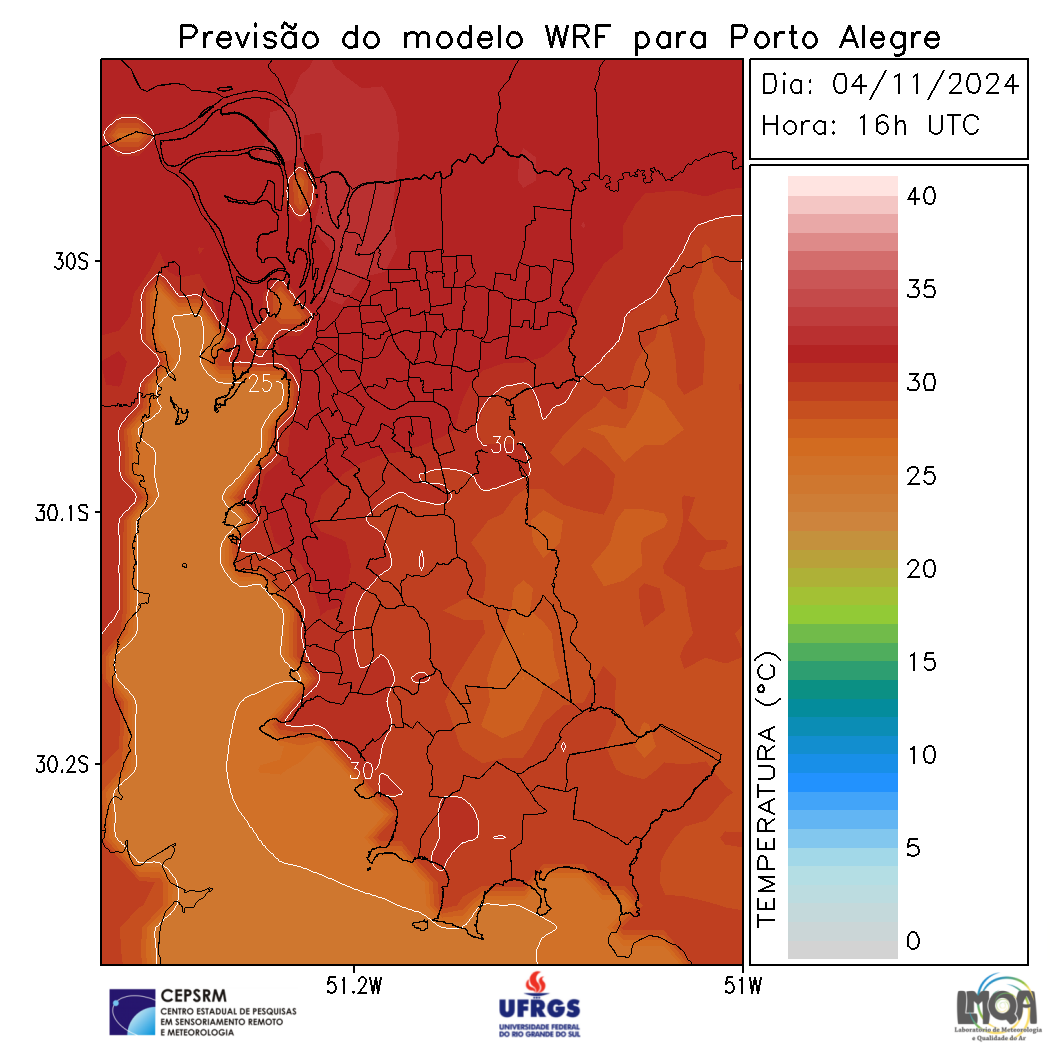 Previsão do modelo WRF para Porto Alegre
Dia: 04/11/2024
Hora: 16h UTC
30S
30.1S
30.2S
51.2W
51W
25
30
30
TEMPERATURA (°C)
40
35
30
25
20
15
10
5
0
CEPSRM
CENTRO ESTADUAL DE PESQUISAS
EM SENSORIAMENTO REMOTO
E METEOROLOGIA
UFRGS
UNIVERSIDADE FEDERAL
DO RIO GRANDE DO SUL
LMQA
Laboratório de Meteorologia
e Qualidade do Ar